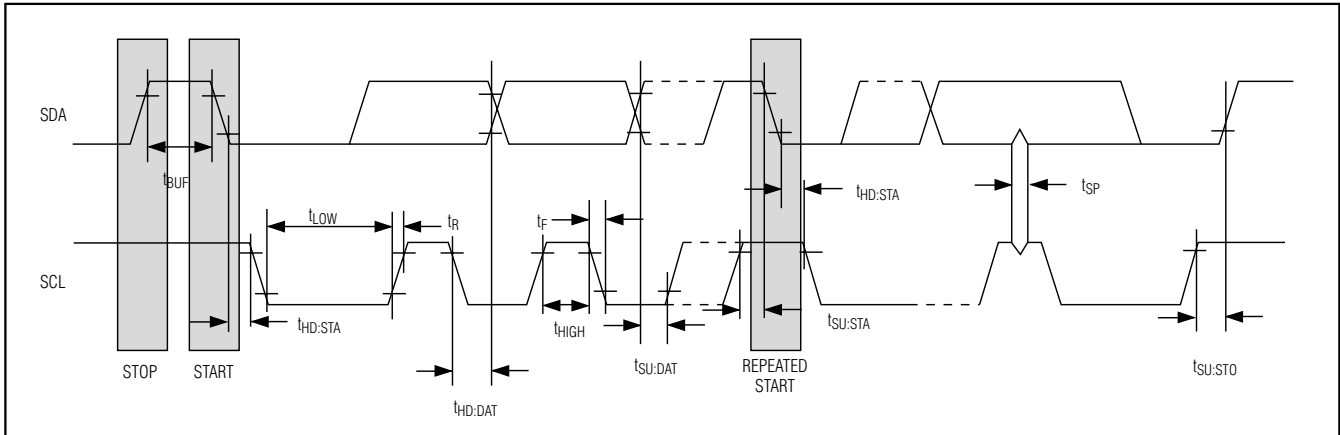 SDA
tBUF
tHD:STA
tSP
tLOW
tR
tF
SCL
tHD:STA
tHIGH
tSU:STA
tSU:DAT
tSU:STO
STOP
START
REPEATED
START
tHD:DAT